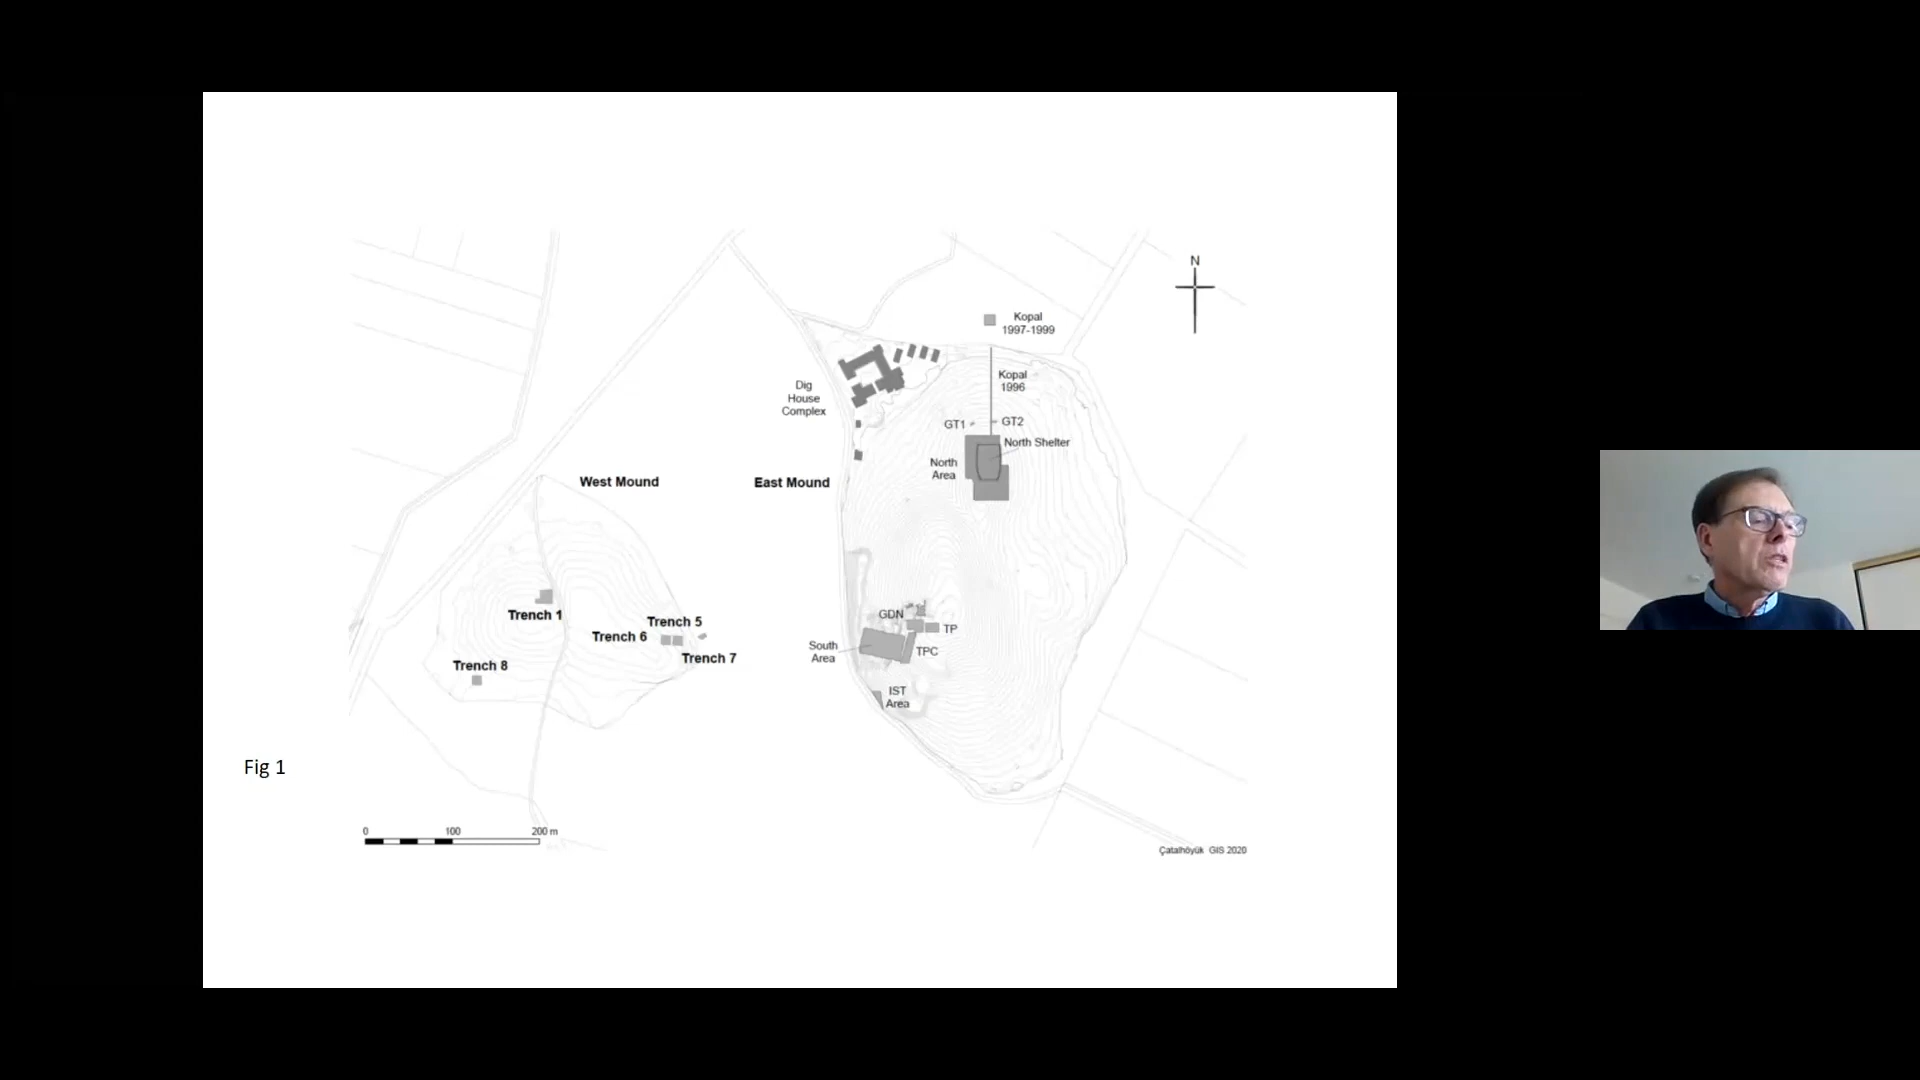 N
Kopal
1997-1999
Kopal
1996
Dig
House
Complex
GT1
GT2
North Shelter
North
Area
West Mound
East Mound
Trench 1
Trench 5
Trench 6
Trench 7
Trench 8
GDN
TP
South
Area
TPC
IST
Area
Fig 1
0 100 200 m
Çatalhöyük GIS 2020